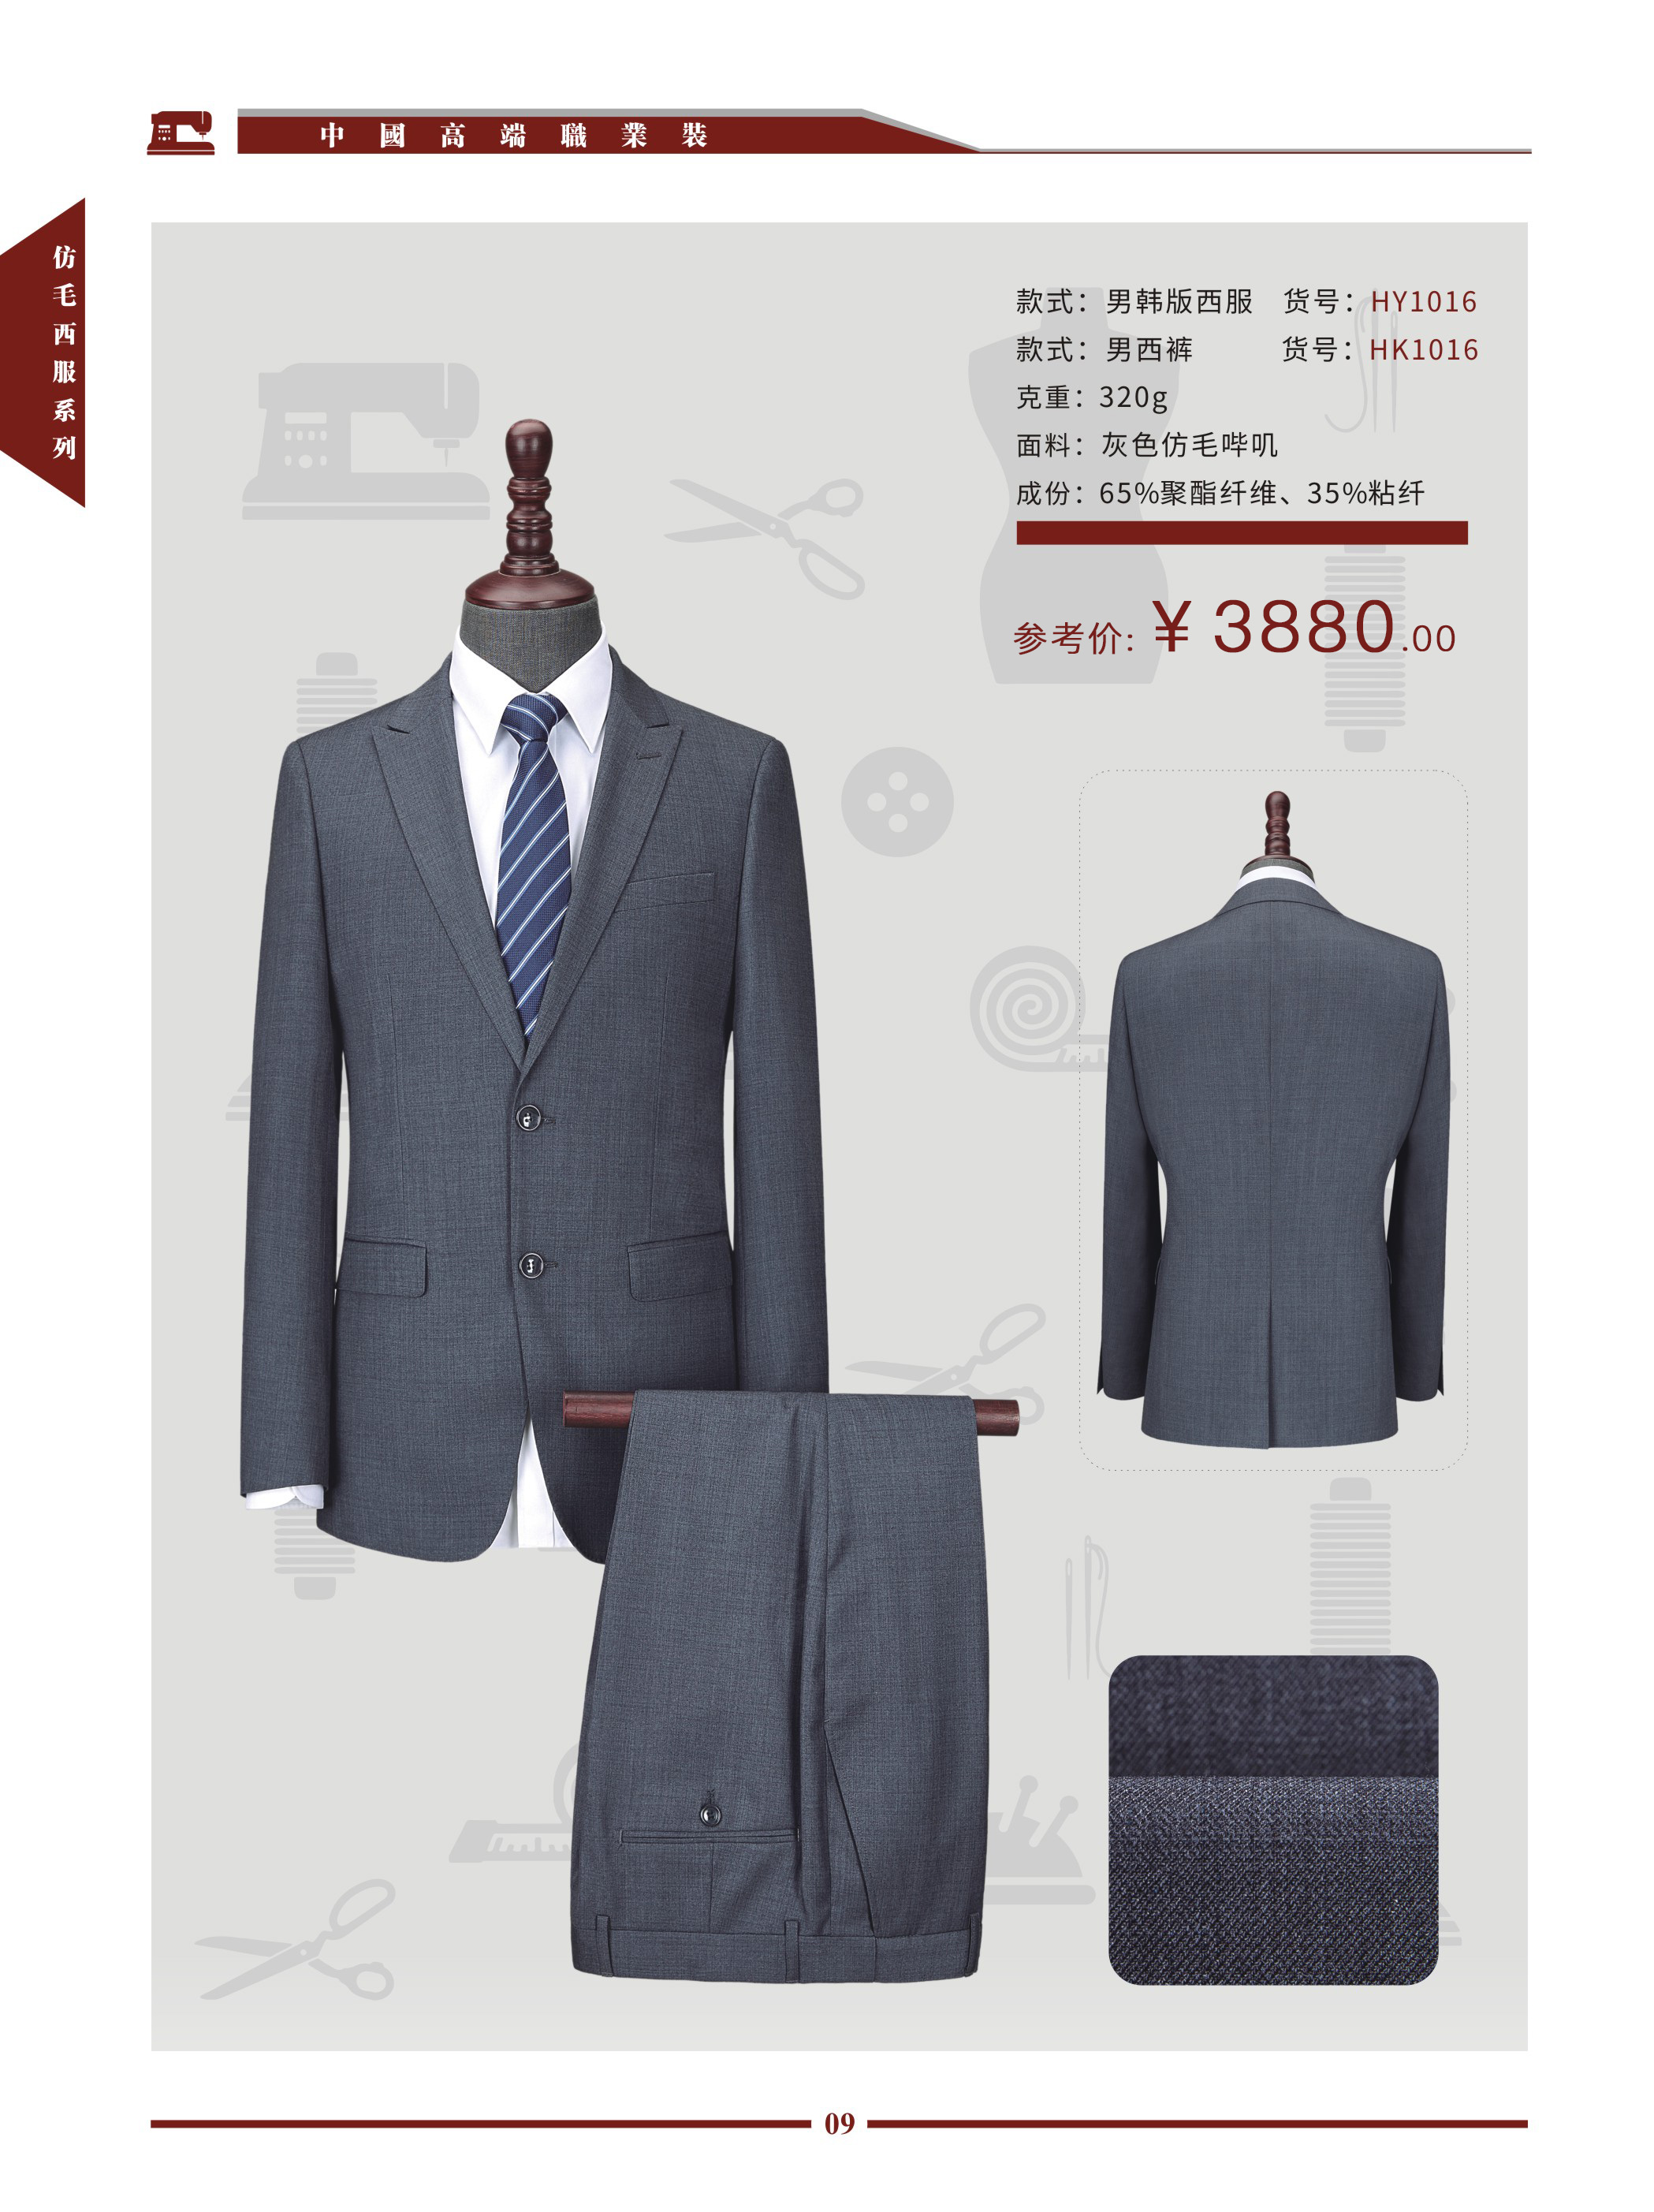 中國高端職業裝
仿毛西服系列
款式：男韩版西服 货号：HY1016
款式：男西裤 货号：HK1016
克重：320g
面料：灰色仿毛哔叽
成份：65%聚酯纤维、35%粘纤
参考价：¥ 3880.00
09